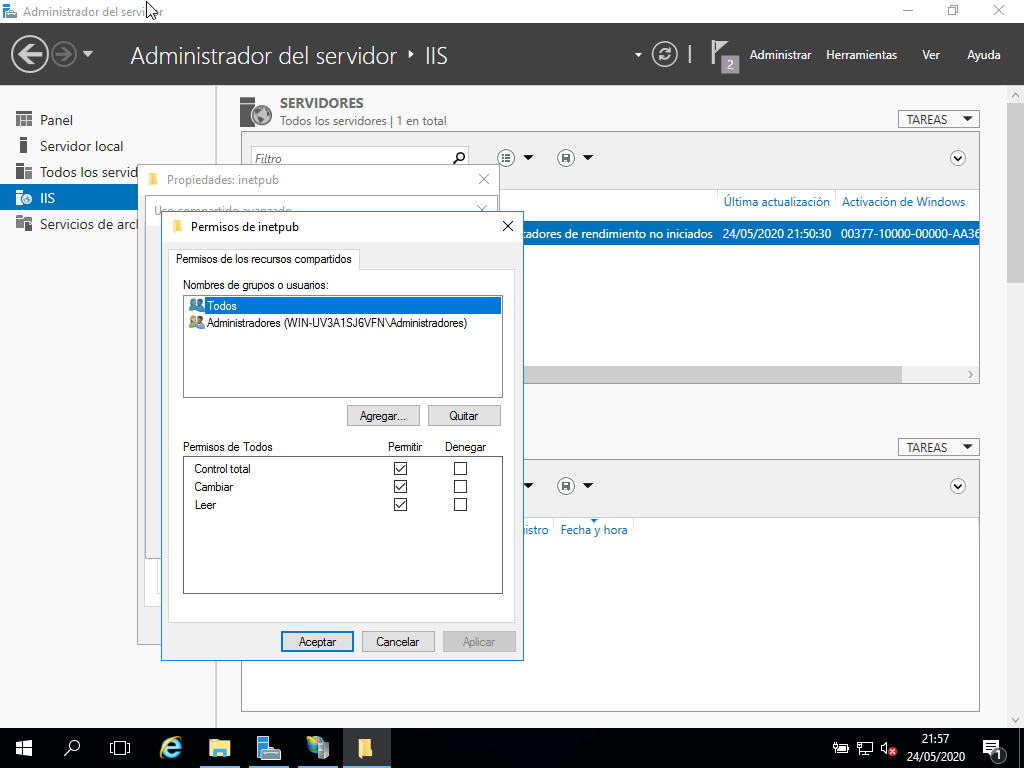 Administrador del servidor
Administrador del servidor ‣ IIS
2
Administrar Herramientas Ver Ayuda
Panel
Servidor local
Todos los servid
IIS
Servicios de arc
SERVIDORES
Todos los servidores | 1 en total
TAREAS
Filtro
Última actualización Activación de Windows
tadores de rendimiento no iniciados 24/05/2020 21:50:30 00377-10000-00000-AA36
Propiedades: inetpub
Uso compartido avanzado
Permisos de inetpub
Permisos de los recursos compartidos
Nombres de grupos o usuarios:
Todos
Administradores (WIN-UV3A1SJ6VFN\Administradores)
Agregar... Quitar
Permisos de Todos Permitir Denegar
Control total
Cambiar
Leer
Aceptar Cancelar Aplicar
TAREAS
istro Fecha y hora
21:57
24/05/2020
1